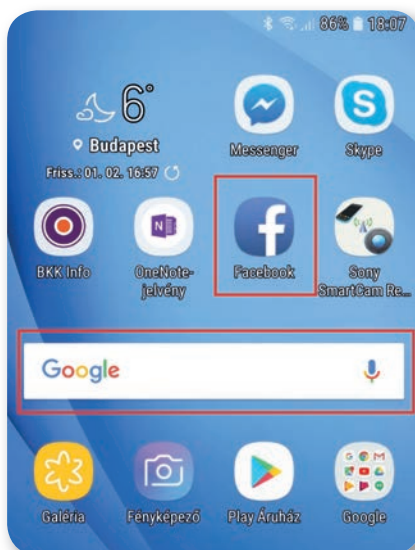 86% 18:07
6°
Budapest
Friss.: 01. 02. 16:57
Messenger
Skype
BKK Info
N
OneNote-
jelvény
Facebook
Sony
SmartCam Re...
Google
Galéria
Fényképező
Play Áruház
Google